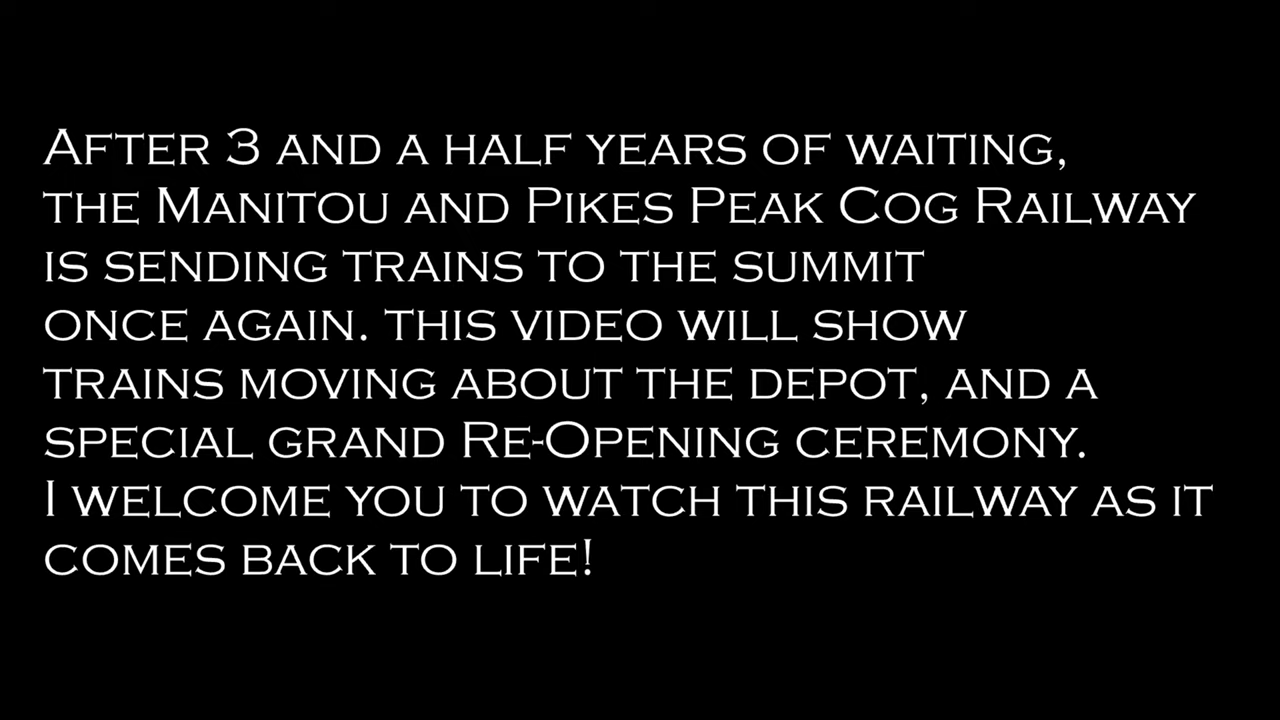 After 3 and a half years of waiting,
the Manitou and Pikes Peak Cog Railway
is sending trains to the summit
once again. this video will show
trains moving about the depot, and a
special grand Re-Opening ceremony.
I welcome you to watch this railway as it
comes back to life!